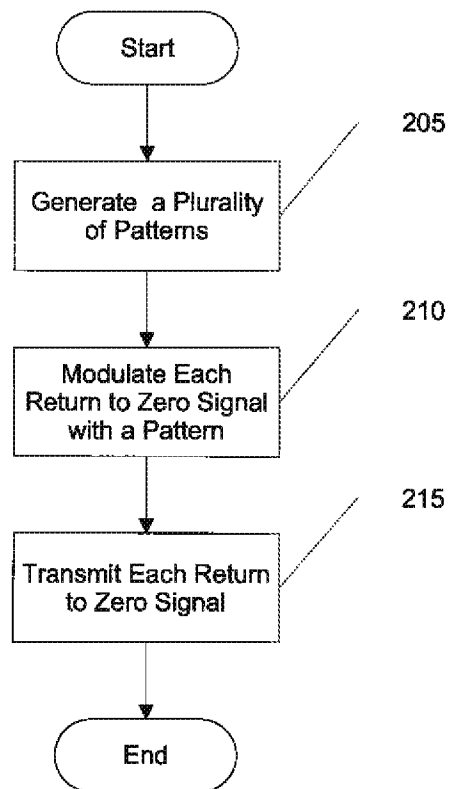 Start
205
Generate a Plurality
of Patterns
210
Modulate Each
Return to Zero Signal
with a Pattern
215
Transmit Each Return
to Zero Signal
End